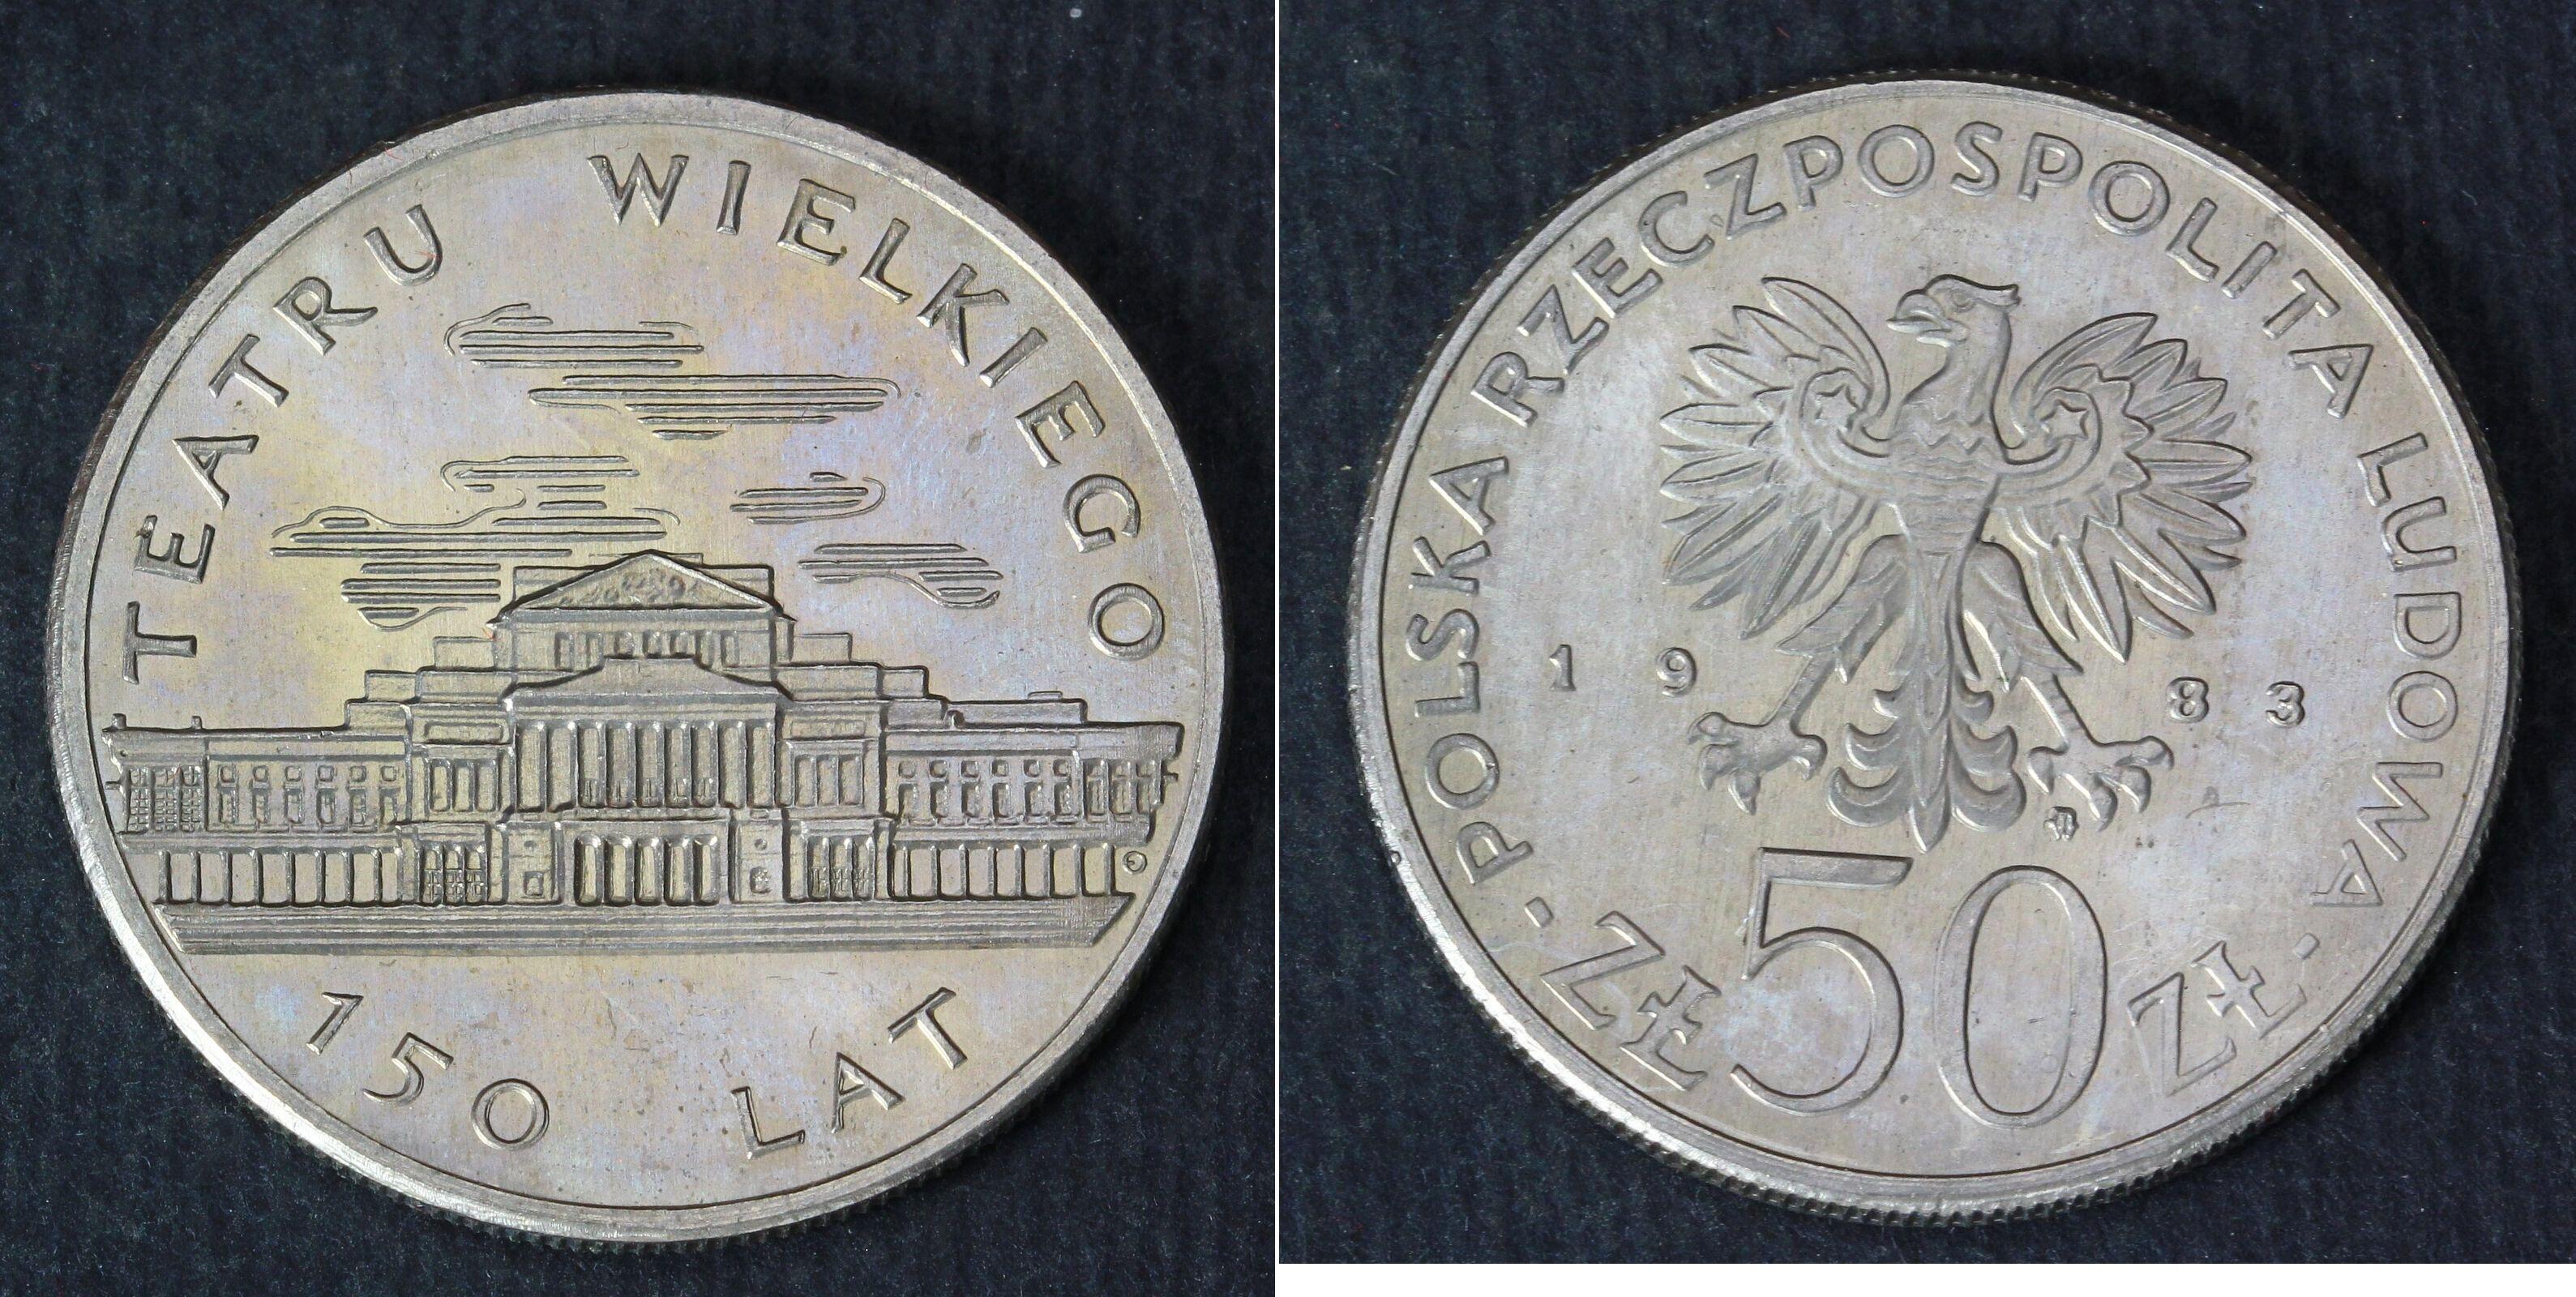 TEATRU WIELKIEGO
150 LAT
POLSKA RZECZPOSPOLITA LUDOWA
1983
ZŁ 50 ZŁ